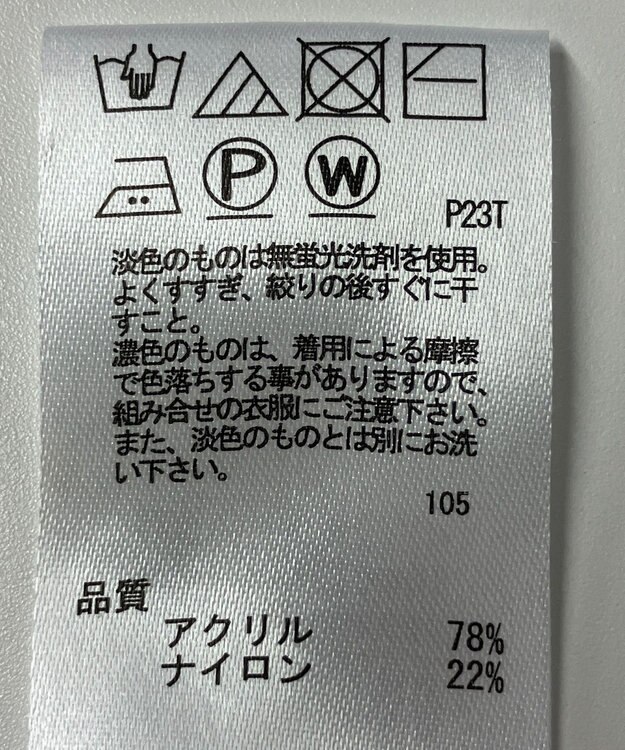 P
W
P23T
淡色のものは無蛍光洗剤を使用。
よくすすぎ、絞りの後すぐに干
すこと。
濃色のものは、着用による摩擦
で色落ちする事がありますので、
組み合せの衣服にご注意下さい。
また、淡色のものとは別にお洗
い下さい。
105
品質
アクリル 78%
ナイロン 22%